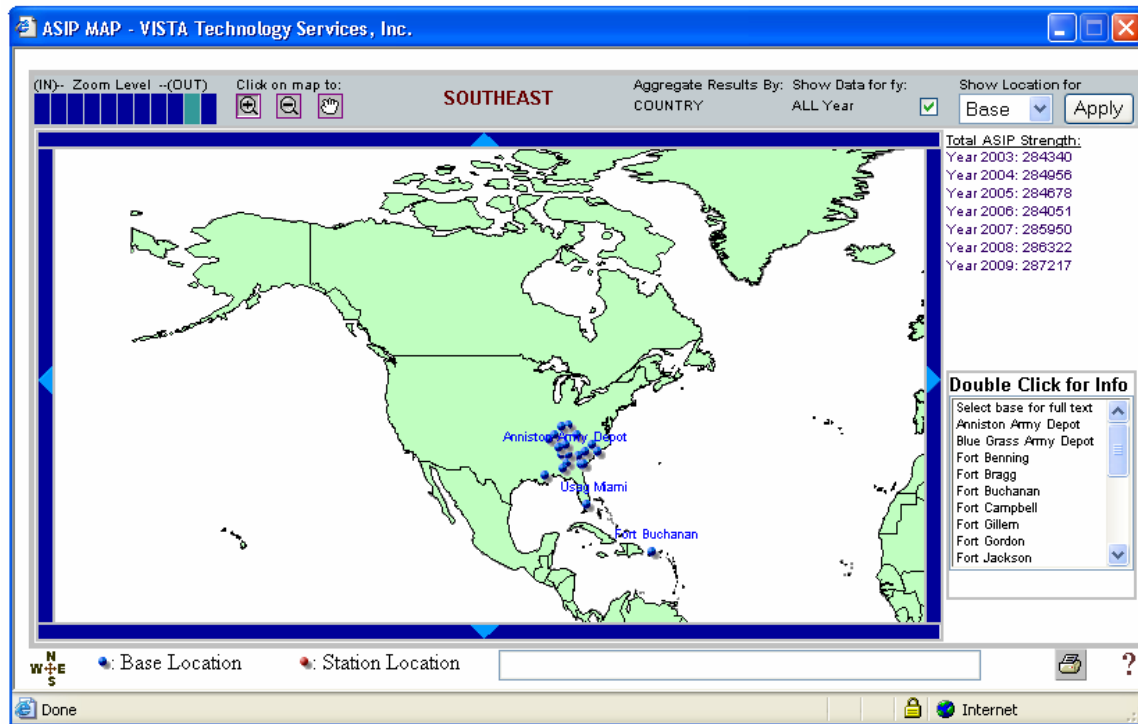 ASIP MAP - VISTA Technology Services, Inc.
(IN)-- Zoom Level --(OUT)
Click on map to:
SOUTHEAST
Aggregate Results By:
COUNTRY
Show Data for fy:
ALL Year
Show Location for
Base
Apply
Total ASIP Strength:
Year 2003: 284340
Year 2004: 284956
Year 2005: 284678
Year 2006: 284051
Year 2007: 285950
Year 2008: 286322
Year 2009: 287217
Anniston Army Depot
Usag Miami
Fort Buchanan
Double Click for Info
Select base for full text
Anniston Army Depot
Blue Grass Army Depot
Fort Benning
Fort Bragg
Fort Buchanan
Fort Campbell
Fort Gillem
Fort Gordon
Fort Jackson
N
W E
S
: Base Location
: Station Location
?
Done
Internet